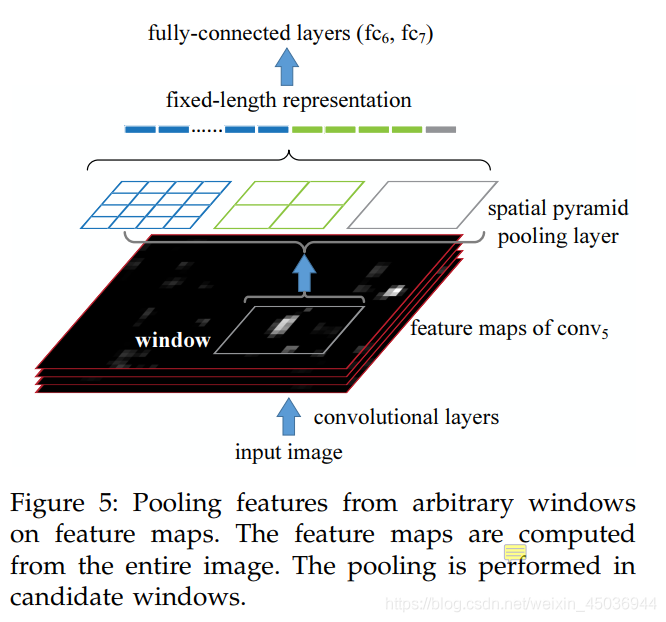 fully-connected layers (fc6, fc7)
fixed-length representation
......
spatial pyramid
pooling layer
window
feature maps of conv5
convolutional layers
input image
Figure 5: Pooling features from arbitrary windows
on feature maps. The feature maps are computed
from the entire image. The pooling is performed in
candidate windows.
https://blog.csdn.net/weixin_45036944